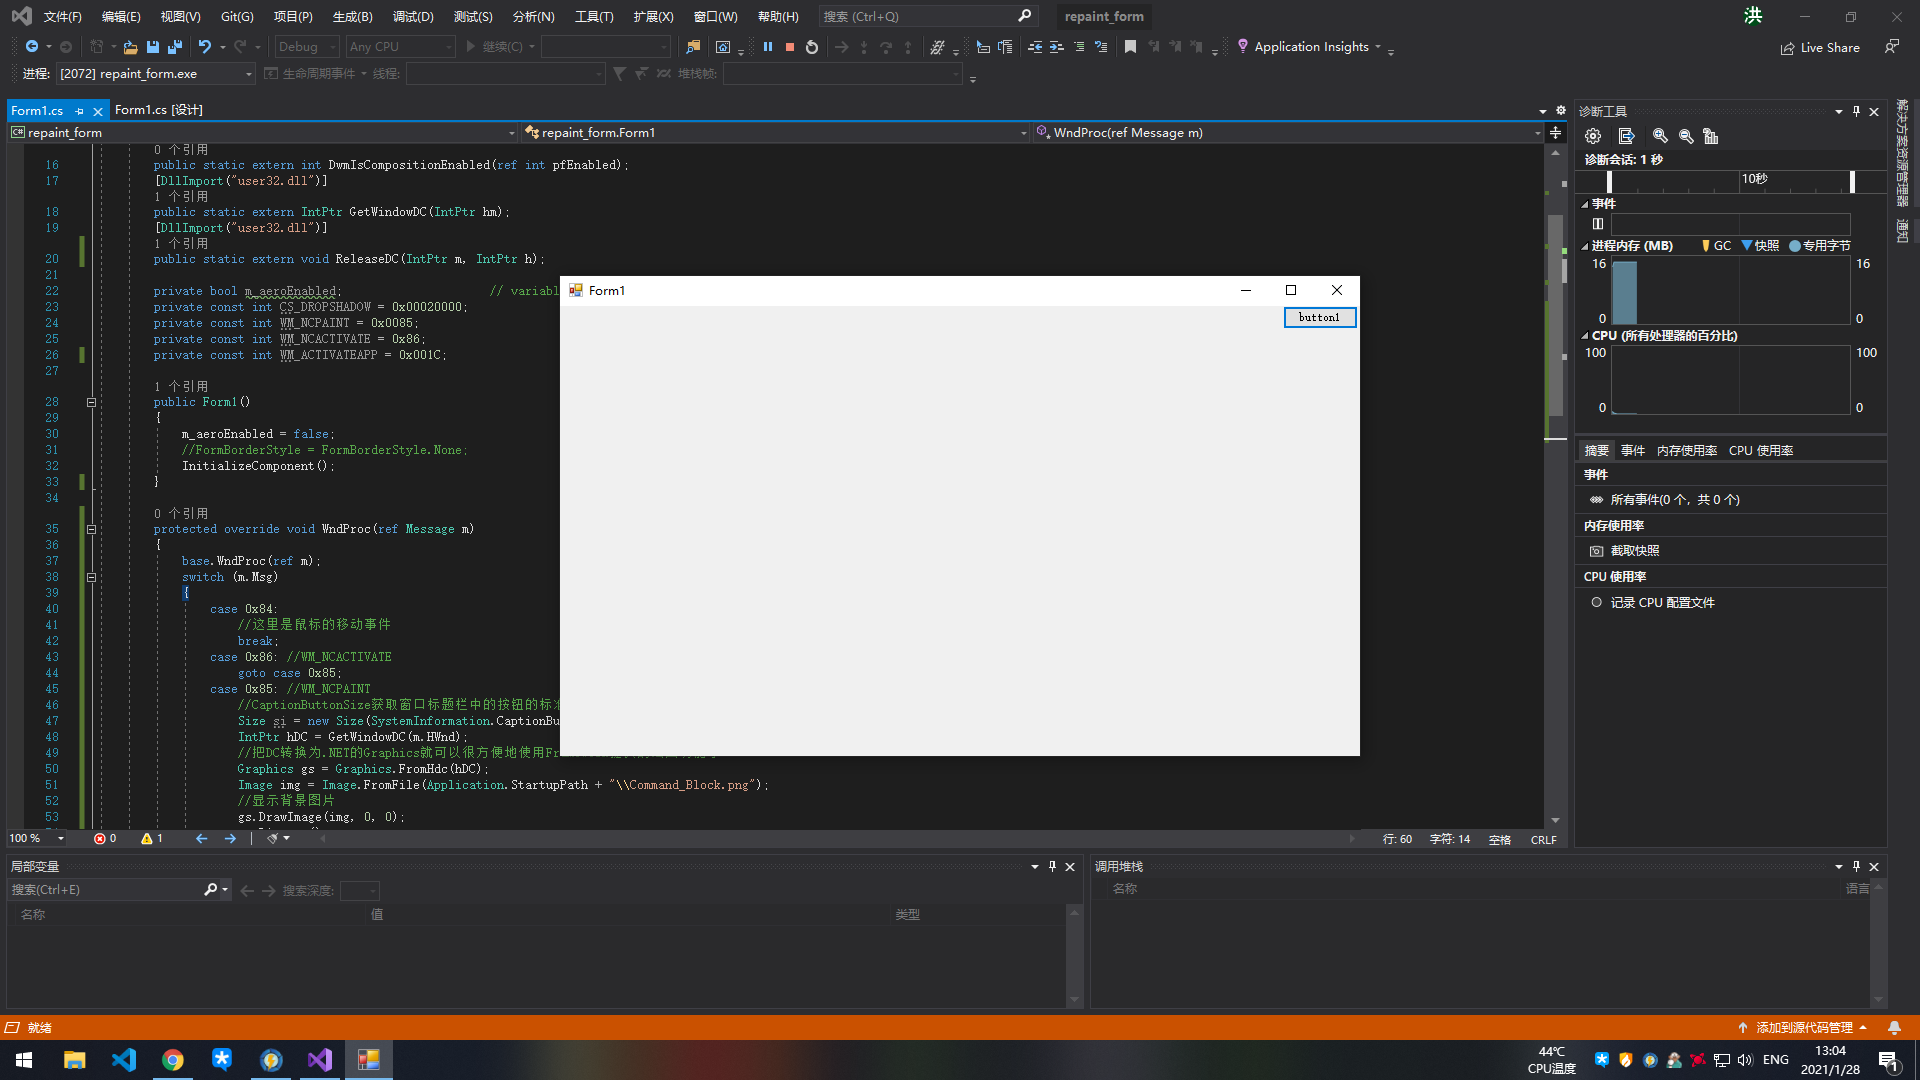 文件(F) 编辑(E) 视图(V) Git(G) 项目(P) 生成(B) 调试(D) 测试(S) 分析(N) 工具(T) 扩展(X) 窗口(W) 帮助(H) 搜索 (Ctrl+Q) repaint_form 洪
Debug Any CPU 继续(C) Application Insights Live Share
进程: [2072] repaint_form.exe 生命周期事件 线程: 堆栈帧:
Form1.cs Form1.cs [设计]
repaint_form repaint_form.Form1 WndProc(ref Message m)
0 个引用
16 public static extern int DwmIsCompositionEnabled(ref int pfEnabled);
17 [DllImport("user32.dll")]
1 个引用
18 public static extern IntPtr GetWindowDC(IntPtr hm);
19 [DllImport("user32.dll")]
1 个引用
20 public static extern void ReleaseDC(IntPtr m, IntPtr h);
21
22 private bool m_aeroEnabled; // variabl
23 private const int CS_DROPSHADOW = 0x00020000;
24 private const int WM_NCPAINT = 0x0085;
25 private const int WM_NCACTIVATE = 0x86;
26 private const int WM_ACTIVATEAPP = 0x001C;
27
1 个引用
28 public Form1()
29 {
30 m_aeroEnabled = false;
31 //FormBorderStyle = FormBorderStyle.None;
32 InitializeComponent();
33 }
34
0 个引用
35 protected override void WndProc(ref Message m)
36 {
37 base.WndProc(ref m);
38 switch (m.Msg)
39 {
40 case 0x84:
41 //这里是鼠标的移动事件
42 break;
43 case 0x86: //WM_NCACTIVATE
44 goto case 0x85;
45 case 0x85: //WM_NCPAINT
46 //CaptionButtonSize获取窗口标题栏中的按钮的标准
47 Size si = new Size(SystemInformation.CaptionBu
48 IntPtr hDC = GetWindowDC(m.HWnd);
49 //把DC转换为.NET的Graphics就可以很方便地使用Fr
50 Graphics gs = Graphics.FromHdc(hDC);
51 Image img = Image.FromFile(Application.StartupPath + "\\Command_Block.png");
52 //显示背景图片
53 gs.DrawImage(img, 0, 0);
Form1
button1
100 % 0 1 行: 60 字符: 14 空格 CRLF
诊断工具
诊断会话: 1 秒
10秒
事件
进程内存 (MB) GC 快照 专用字节
16 16
0 0
CPU (所有处理器的百分比)
100 100
0 0
摘要 事件 内存使用率 CPU 使用率
事件
所有事件(0 个，共 0 个)
内存使用率
截取快照
CPU 使用率
记录 CPU 配置文件
解决方案资源管理器
通知
局部变量
搜索(Ctrl+E) 搜索深度:
名称 值 类型
调用堆栈
名称 语言
就绪 添加到源代码管理
44℃
CPU温度
ENG
13:04
2021/1/28
1